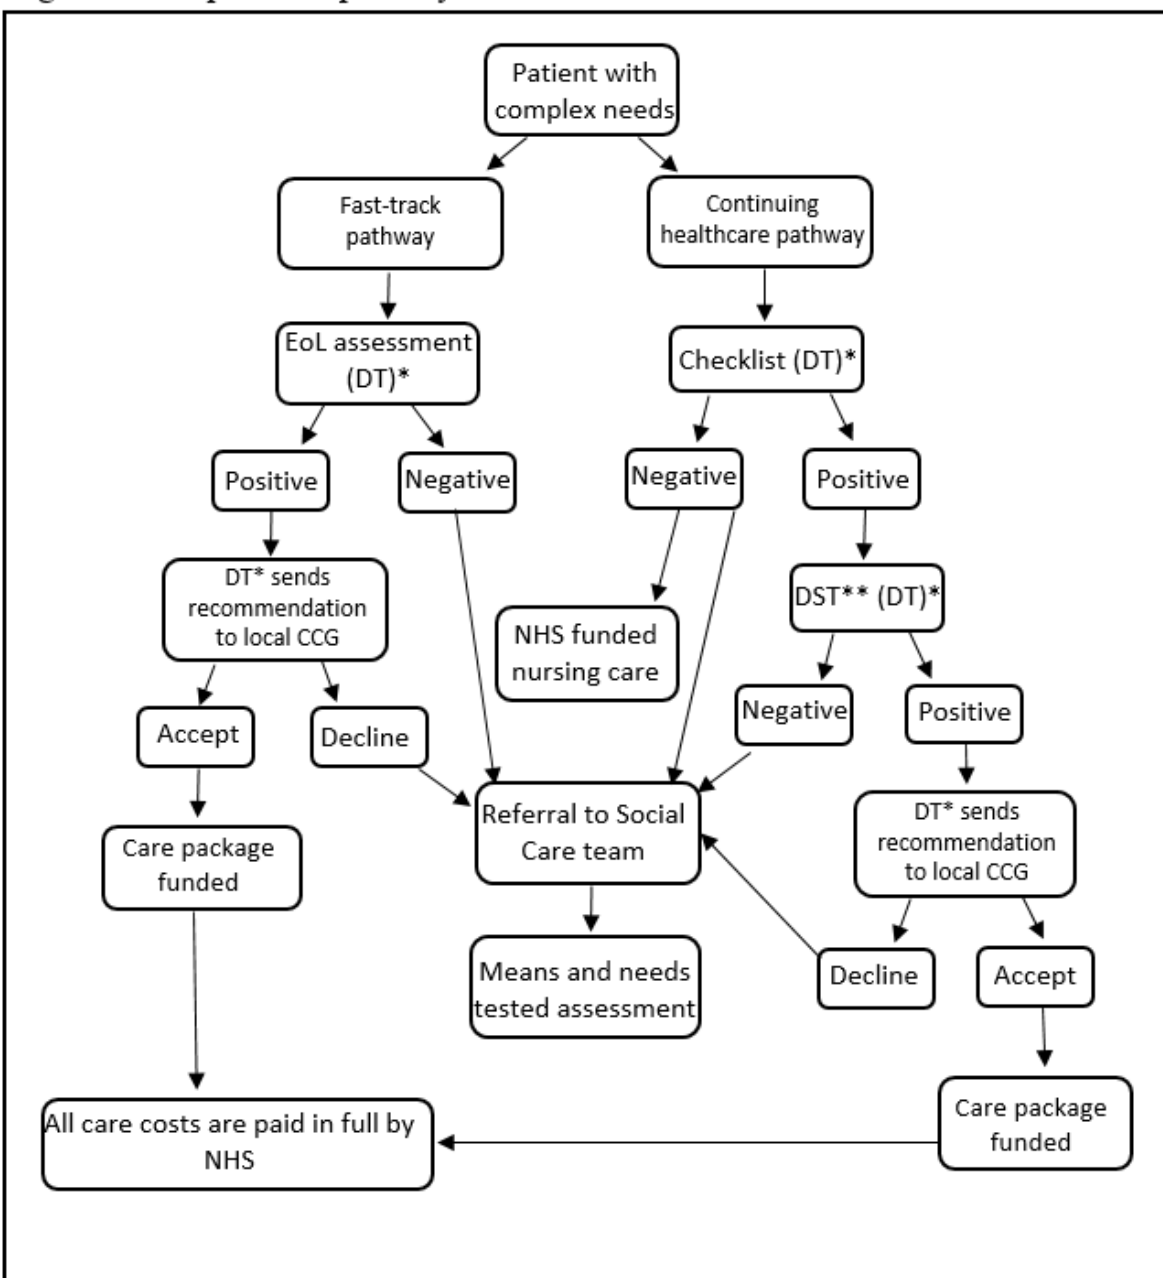 Patient with
complex needs
Fast-track
pathway
Continuing
healthcare pathway
EoL assessment
(DT)*
Checklist (DT)*
Positive
Negative
Negative
Positive
DT* sends
recommendation
to local CCG
NHS funded
nursing care
DST** (DT)*
Accept
Decline
Negative
Positive
Care package
funded
Referral to Social
Care team
DT* sends
recommendation
to local CCG
Means and needs
tested assessment
Decline
Accept
All care costs are paid in full by
NHS
Care package
funded